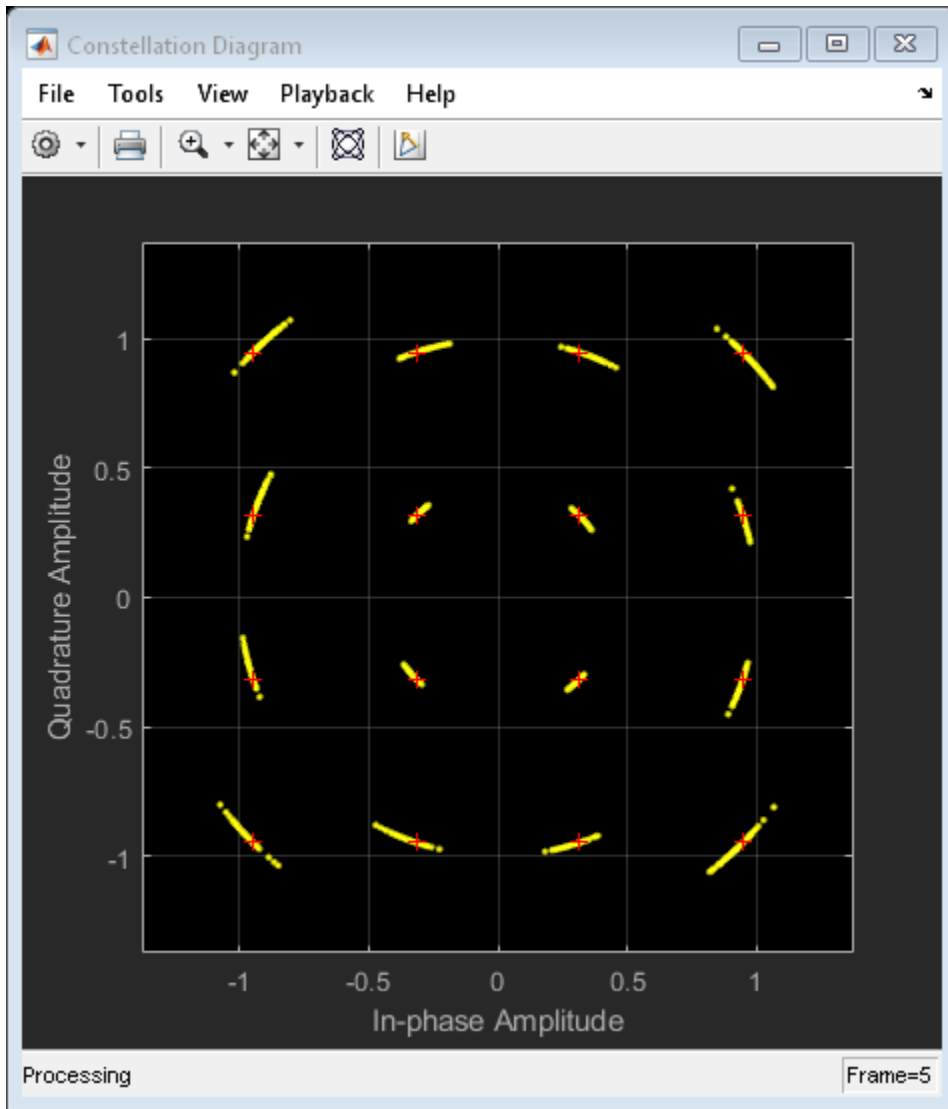 Constellation Diagram
File Tools View Playback Help
Quadrature Amplitude
1
0.5
0
-0.5
-1
-1 -0.5 0 0.5 1
In-phase Amplitude
Processing Frame=5